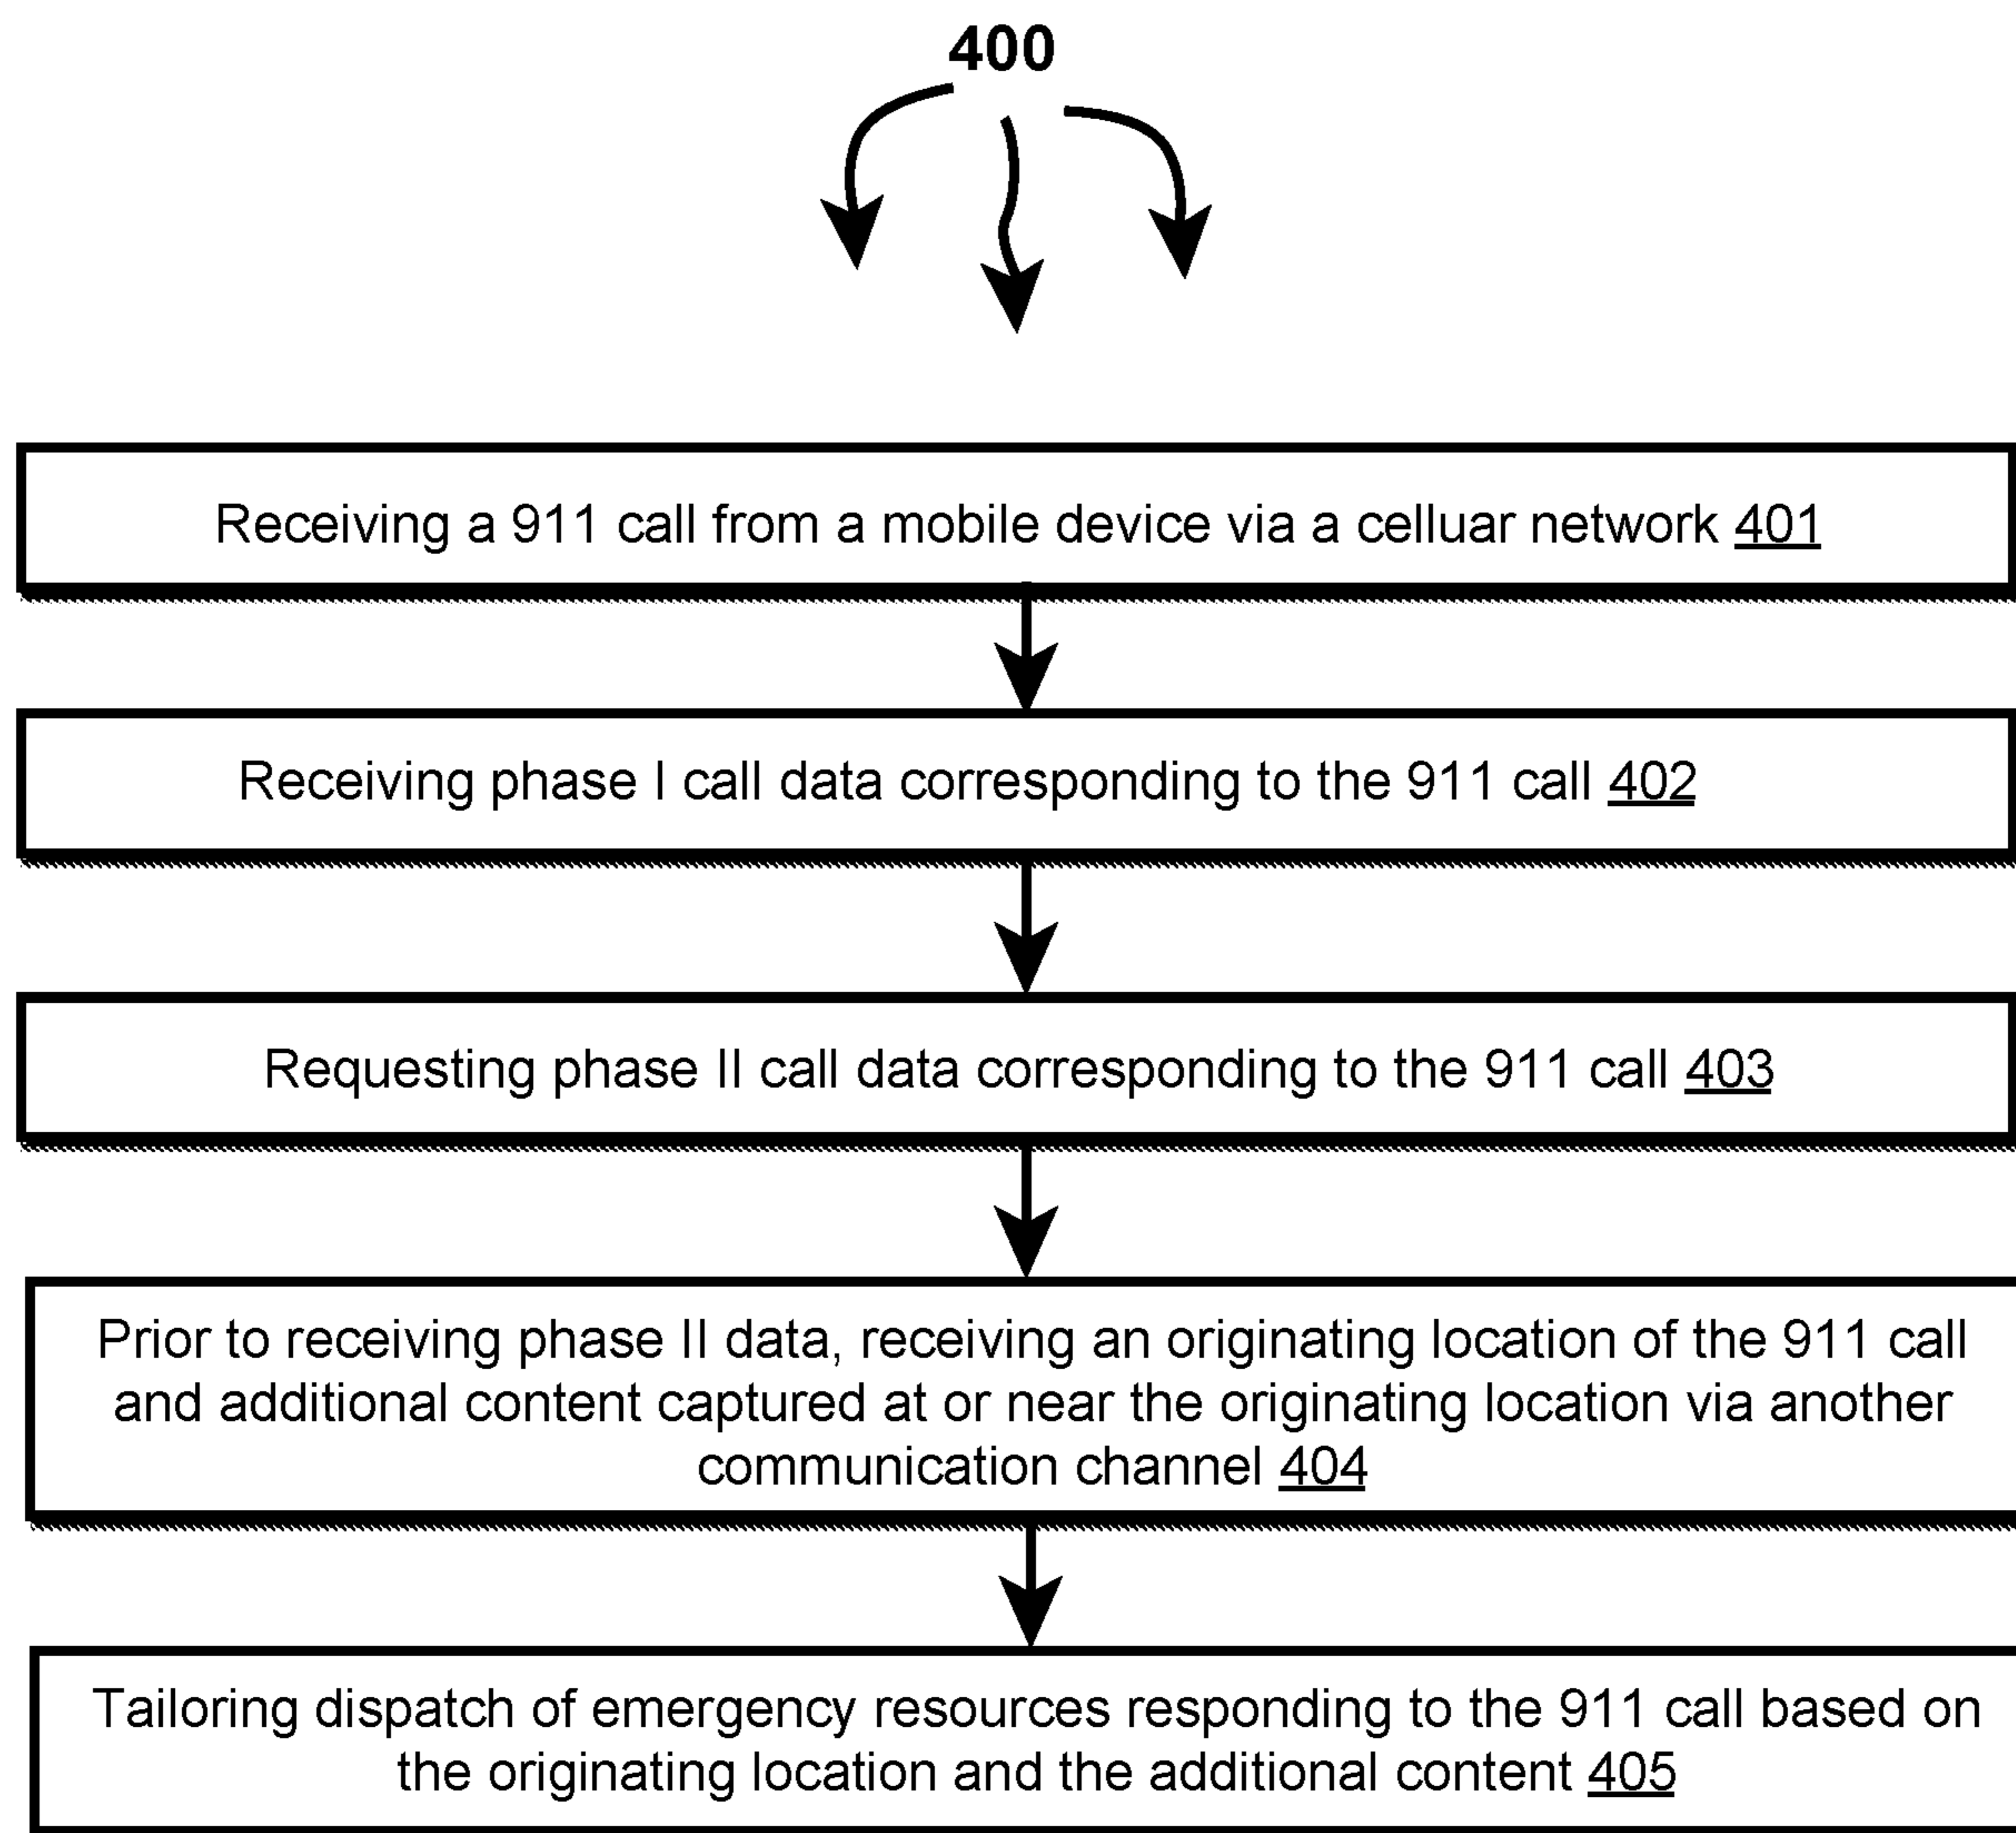 400
Receiving a 911 call from a mobile device via a celluar network 401
Receiving phase I call data corresponding to the 911 call 402
Requesting phase II call data corresponding to the 911 call 403
Prior to receiving phase II data, receiving an originating location of the 911 call
and additional content captured at or near the originating location via another
communication channel 404
Tailoring dispatch of emergency resources responding to the 911 call based on
the originating location and the additional content 405